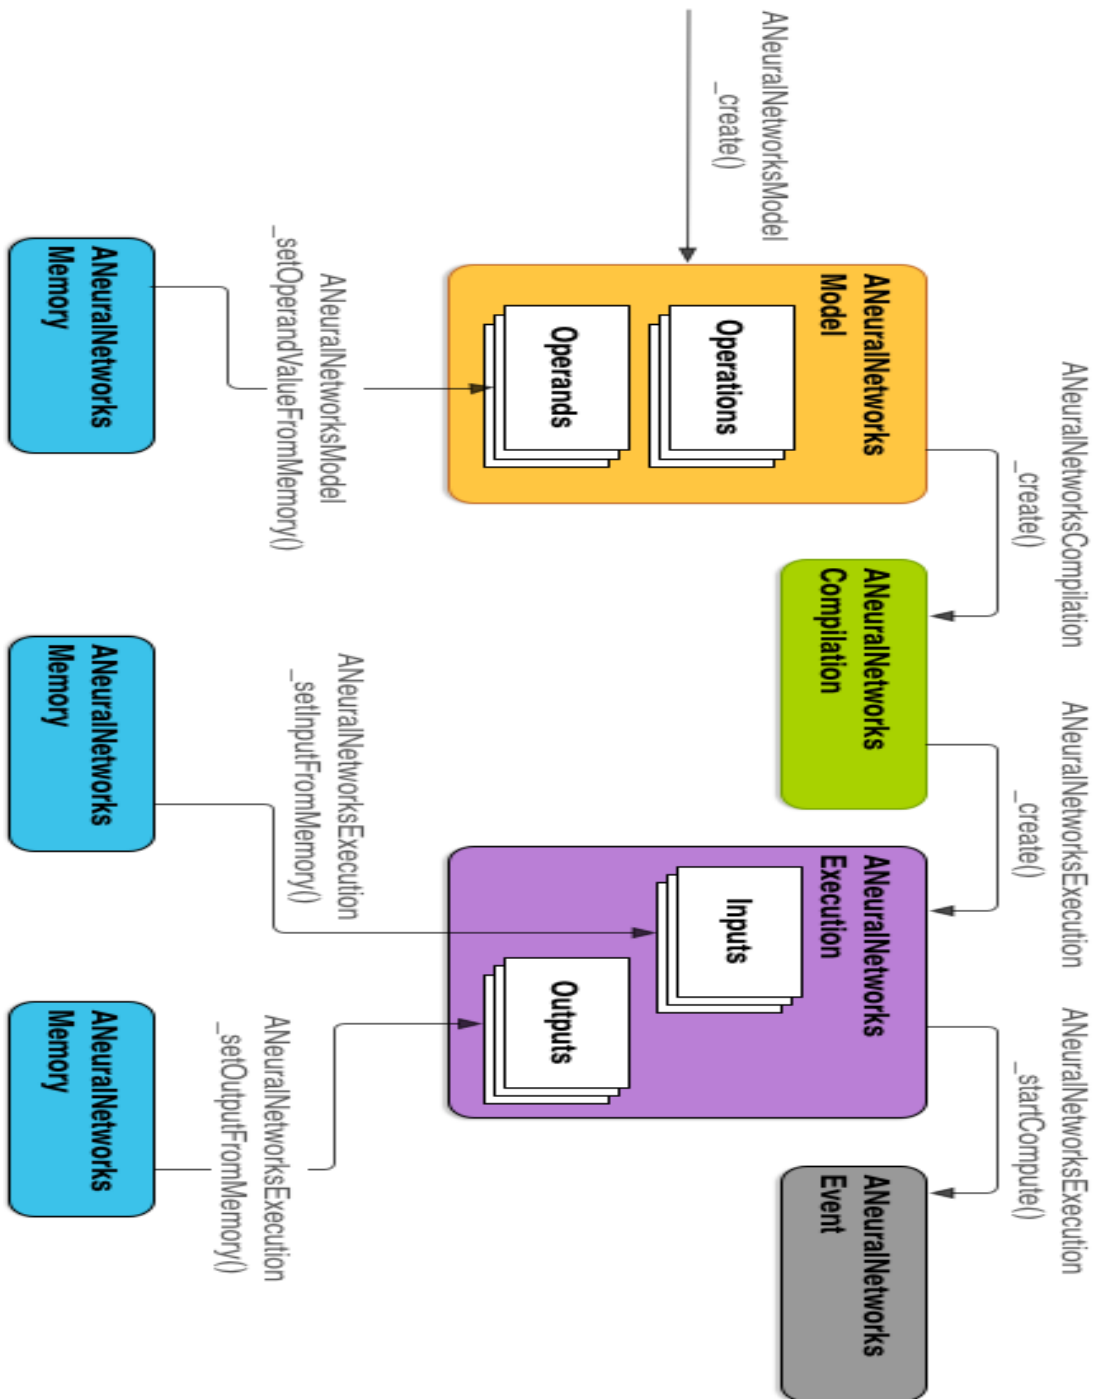 ANeuralNetworksModel
_create()
ANeuralNetworks
Model
Operations
Operands
ANeuralNetworksCompilation
_create()
ANeuralNetworks
Compilation
ANeuralNetworksExecution
_create()
ANeuralNetworks
Execution
Inputs
Outputs
ANeuralNetworksExecution
_startCompute()
ANeuralNetworks
Event
ANeuralNetworksModel
_setOperandValueFromMemory()
ANeuralNetworks
Memory
ANeuralNetworksExecution
_setInputFromMemory()
ANeuralNetworks
Memory
ANeuralNetworksExecution
_setOutputFromMemory()
ANeuralNetworks
Memory